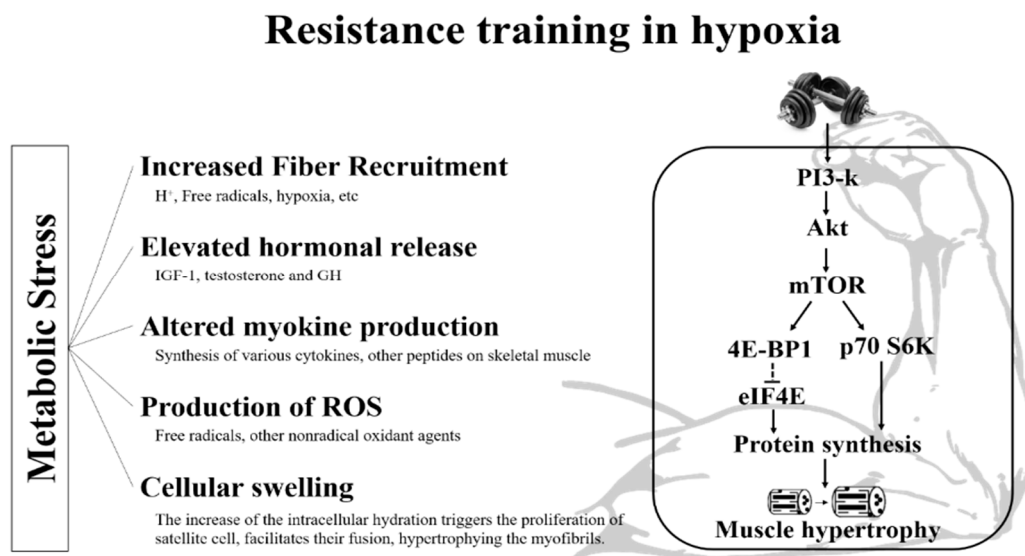 Resistance training in hypoxia
Metabolic Stress
Increased Fiber Recruitment
H⁺, Free radicals, hypoxia, etc
Elevated hormonal release
IGF-1, testosterone and GH
Altered myokine production
Synthesis of various cytokines, other peptides on skeletal muscle
Production of ROS
Free radicals, other nonradical oxidant agents
Cellular swelling
The increase of the intracellular hydration triggers the proliferation of
satellite cell, facilitates their fusion, hypertrophying the myofibrils.
PI3-k
Akt
mTOR
4E-BP1
p70 S6K
eIF4E
Protein synthesis
Muscle hypertrophy